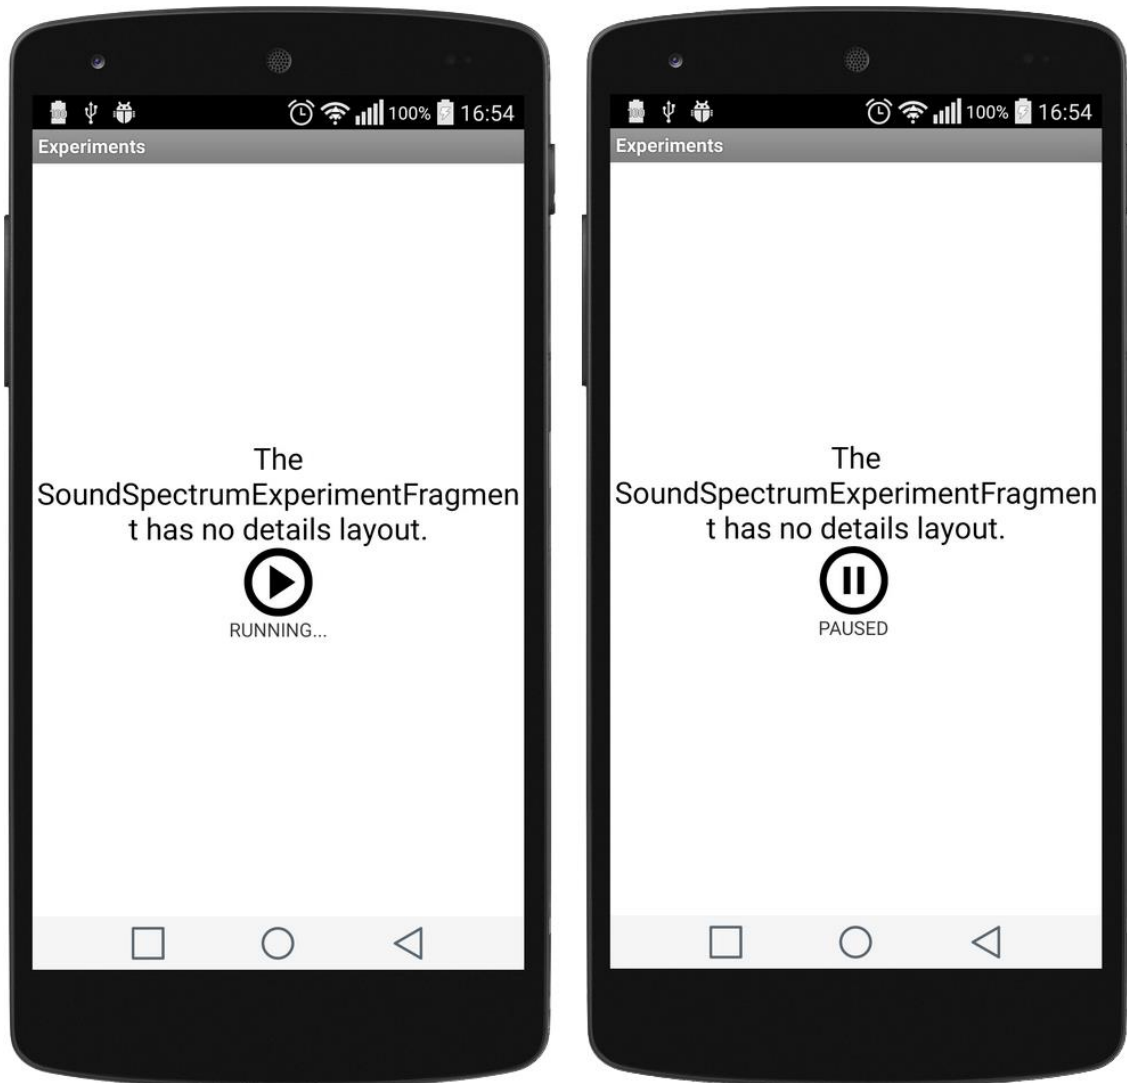 100% 16:54
Experiments
The
SoundSpectrumExperimentFragmen
t has no details layout.
RUNNING...
100% 16:54
Experiments
The
SoundSpectrumExperimentFragmen
t has no details layout.
PAUSED